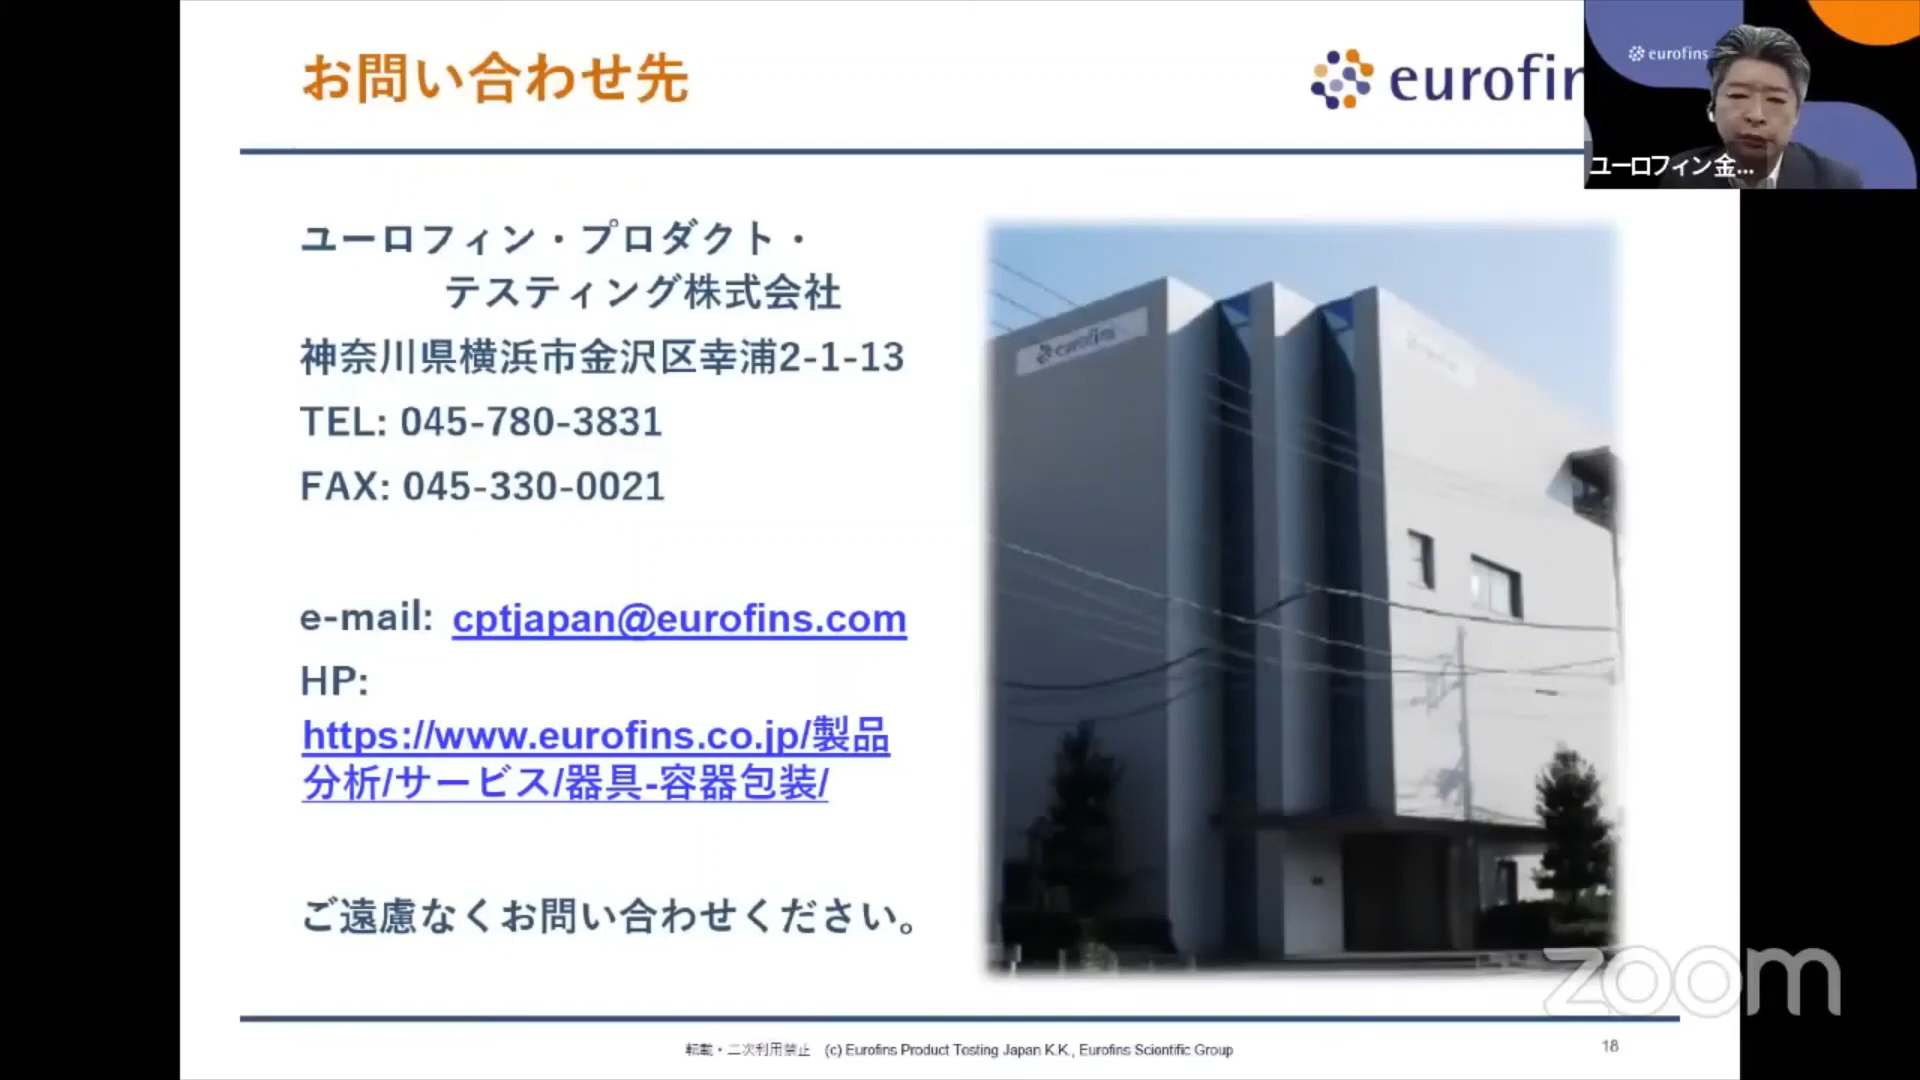 お問い合わせ先
eurofin
eurofins
ユーロフィン金...
ユーロフィン・プロダクト・
テスティング株式会社
神奈川県横浜市金沢区幸浦2-1-13
TEL: 045-780-3831
FAX: 045-330-0021
e-mail: cptjapan@eurofins.com
HP:
https://www.eurofins.co.jp/製品
分析/サービス/器具-容器包装/
ご遠慮なくお問い合わせください。
eurofins
zoom
転載・二次利用禁止 (c) Eurofins Product Testing Japan K.K., Eurofins Scientific Group
18